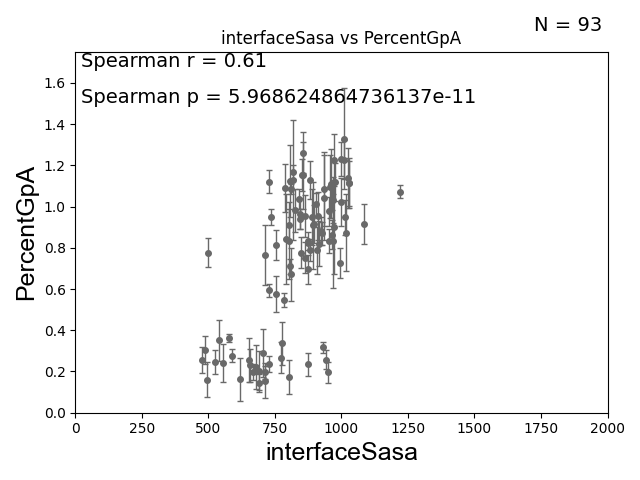 N = 93
interfaceSasa vs PercentGpA
Spearman r = 0.61
Spearman p = 5.968624864736137e-11
PercentGpA
1.6
1.4
1.2
1.0
0.8
0.6
0.4
0.2
0.0
0 250 500 750 1000 1250 1500 1750 2000
interfaceSasa